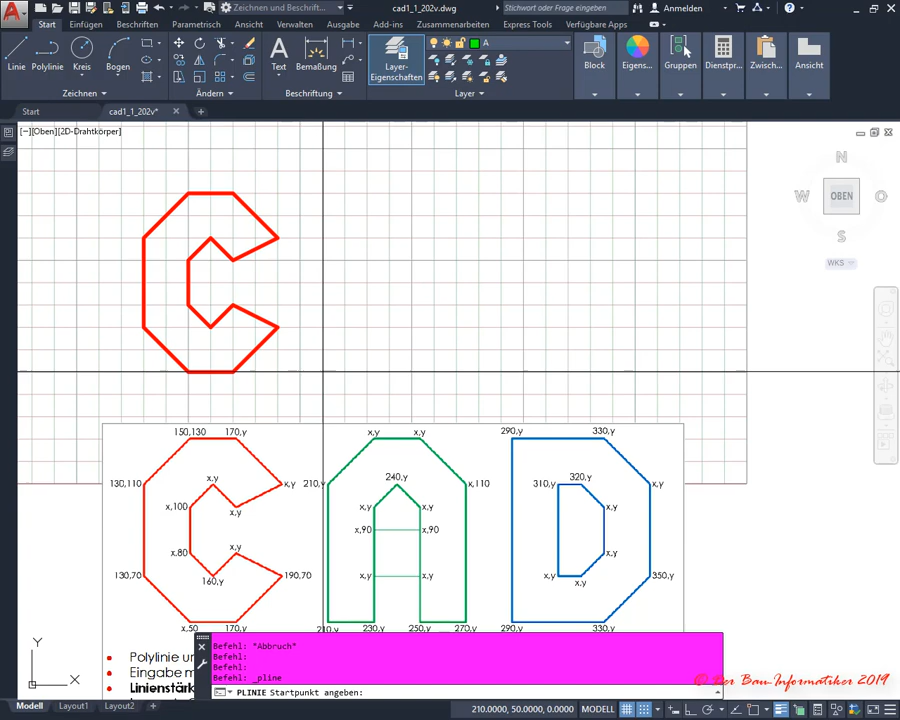 Zeichnen und Beschrift...
cad1_1_202v.dwg
Stichwort oder Frage eingeben
Anmelden
Start Einfügen Beschriften Parametrisch Ansicht Verwalten Ausgabe Add-ins Zusammenarbeiten Express Tools Verfügbare Apps
A
Linie Polylinie Kreis Bogen Text Bemaßung Layer-Eigenschaften Block Eigens... Gruppen Dienstpr... Zwisch... Ansicht
Zeichnen Ändern Beschriftung Layer
Start cad1_1_202v*
[−][Oben][2D-Drahtkörper]
N
W OBEN O
S
WKS
150,130 170,y x,y x,y 290,y 330,y
130,110 x,y x,y 210,y 240,y x,110 310,y 320,y x,y
x,100 x,y x,y x,y x,y
x,90 x,90
x,80 x,y x,y
130,70 160,y 190,70 x,y x,y x,y x,y 350,y
x,50 170,y 210,y 230,y 250,y 270,y 290,y 330,y
Y
X
Polylinie un
Eingabe m
Linienstärk
Befehl: *Abbruch*
Befehl:
Befehl:
Befehl: _pline
PLINIE Startpunkt angeben:
© Der Bau.Informatiker 2019
Modell Layout1 Layout2 +
210.0000, 50.0000, 0.0000 MODELL